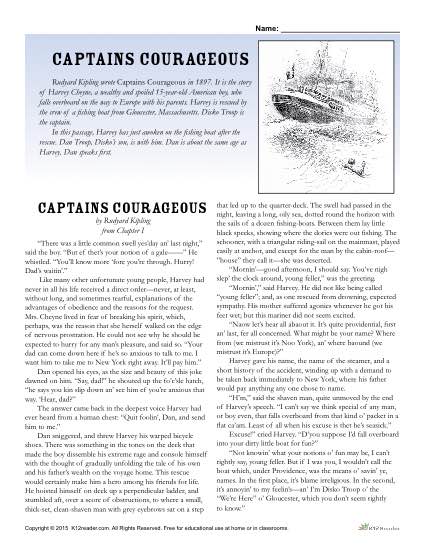 Name:
CAPTAINS COURAGEOUS
Rudyard Kipling wrote Captains Courageous in 1897. It is the story
of Harvey Cheyne, a wealthy and spoiled 15-year-old American boy, who
falls overboard on the way to Europe with his parents. Harvey is rescued by
the crew of a fishing boat from Gloucester, Massachusetts. Disko Troop is
the captain.
In this passage, Harvey has just awoken on the fishing boat after the
rescue. Dan Troop, Disko's son, is with him. Dan is about the same age as
Harvey. Dan speaks first.
CAPTAINS COURAGEOUS
by Rudyard Kipling
from Chapter I
"There was a little common swell yes'day an' last night,"
said the boy. "But ef that's your notion of a gale——" He
whistled. "You'll know more 'fore you're through. Hurry!
Dad's waitin'."
Like many other unfortunate young people, Harvey had
never in all his life received a direct order—never, at least,
without long, and sometimes tearful, explanations of the
advantages of obedience and the reasons for the request.
Mrs. Cheyne lived in fear of breaking his spirit, which,
perhaps, was the reason that she herself walked on the edge
of nervous prostration. He could not see why he should be
expected to hurry for any man's pleasure, and said so. "Your
dad can come down here if he's so anxious to talk to me. I
want him to take me to New York right away. It'll pay him."
Dan opened his eyes, as the size and beauty of this joke
dawned on him. "Say, dad!" he shouted up the fo'c'sle hatch,
"he says you kin slip down an' see him ef you're anxious that
way. 'Hear, dad?"
The answer came back in the deepest voice Harvey had
ever heard from a human chest: "Quit foolin', Dan, and send
him to me."
Dan sniggered, and threw Harvey his warped bicycle
shoes. There was something in the tones on the deck that
made the boy dissemble his extreme rage and console himself
with the thought of gradually unfolding the tale of his own
and his father's wealth on the voyage home. This rescue
would certainly make him a hero among his friends for life.
He hoisted himself on deck up a perpendicular ladder, and
stumbled aft, over a score of obstructions, to where a small,
thick-set, clean-shaven man with grey eyebrows sat on a step
that led up to the quarter-deck. The swell had passed in the
night, leaving a long, oily sea, dotted round the horizon with
the sails of a dozen fishing-boats. Between them lay little
black specks, showing where the dories were out fishing. The
schooner, with a triangular riding-sail on the mainmast, played
easily at anchor, and except for the man by the cabin-roof—
"house" they call it—she was deserted.
"Mornin'—good afternoon, I should say. You've nigh
slep' the clock around, young feller," was the greeting.
"Mornin'," said Harvey. He did not like being called
"young feller"; and, as one rescued from drowning, expected
sympathy. His mother suffered agonies whenever he got his
feet wet; but this mariner did not seem excited.
"Naow let's hear all abaout it. It's quite providential, first
an' last, fer all concerned. What might be your name? Where
from (we mistrust it's Noo York), an' where baound (we
mistrust it's Europe)?"
Harvey gave his name, the name of the steamer, and a
short history of the accident, winding up with a demand to
be taken back immediately to New York, where his father
would pay anything any one chose to name.
"H'm," said the shaven man, quite unmoved by the end
of Harvey's speech. "I can't say we think special of any man,
or boy even, that falls overboard from that kind o' packet in a
flat ca'am. Least of all when his excuse is thet he's seasick."
Excuse!" cried Harvey. "D'you suppose I'd fall overboard
into your dirty little boat for fun?"
"Not knowin' what your notions o' fun may be, I can't
rightly say, young feller. But if I was you, I wouldn't call the
boat which, under Providence, was the means o' savin' ye,
names. In the first place, it's blame irreligious. In the second,
it's annoyin' to my feelin's—an' I'm Disko Troop o' the
"We're Here" o' Gloucester, which you don't seem rightly
to know."
Copyright © 2015 K12reader.com. All Rights Reserved. Free for educational use at home or in classrooms.
K12READER